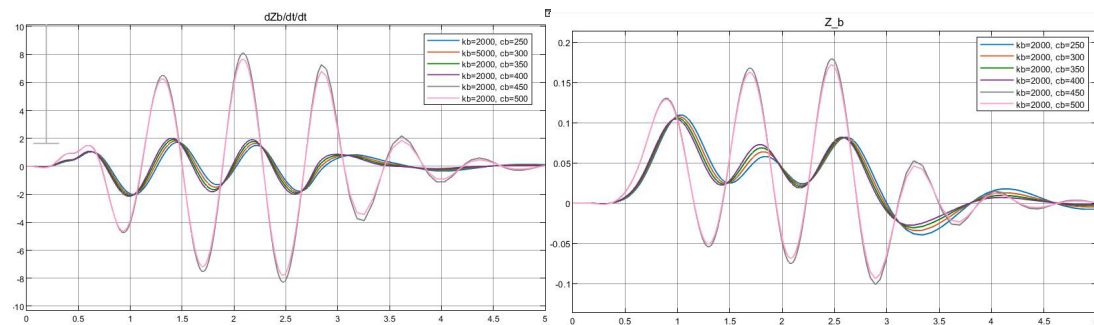 dZb/dt/dt
10
8
6
4
2
0
-2
-4
-6
-8
-10
kb=2000, cb=250
kb=5000, cb=300
kb=2000, cb=350
kb=2000, cb=400
kb=2000, cb=450
kb=2000, cb=500
0 0.5 1 1.5 2 2.5 3 3.5 4 4.5 5
Z_b
0.2
0.15
0.1
0.05
0
-0.05
-0.1
kb=2000, cb=250
kb=2000, cb=300
kb=2000, cb=350
kb=2000, cb=400
kb=2000, cb=450
kb=2000, cb=500
0 0.5 1 1.5 2 2.5 3 3.5 4 4.5